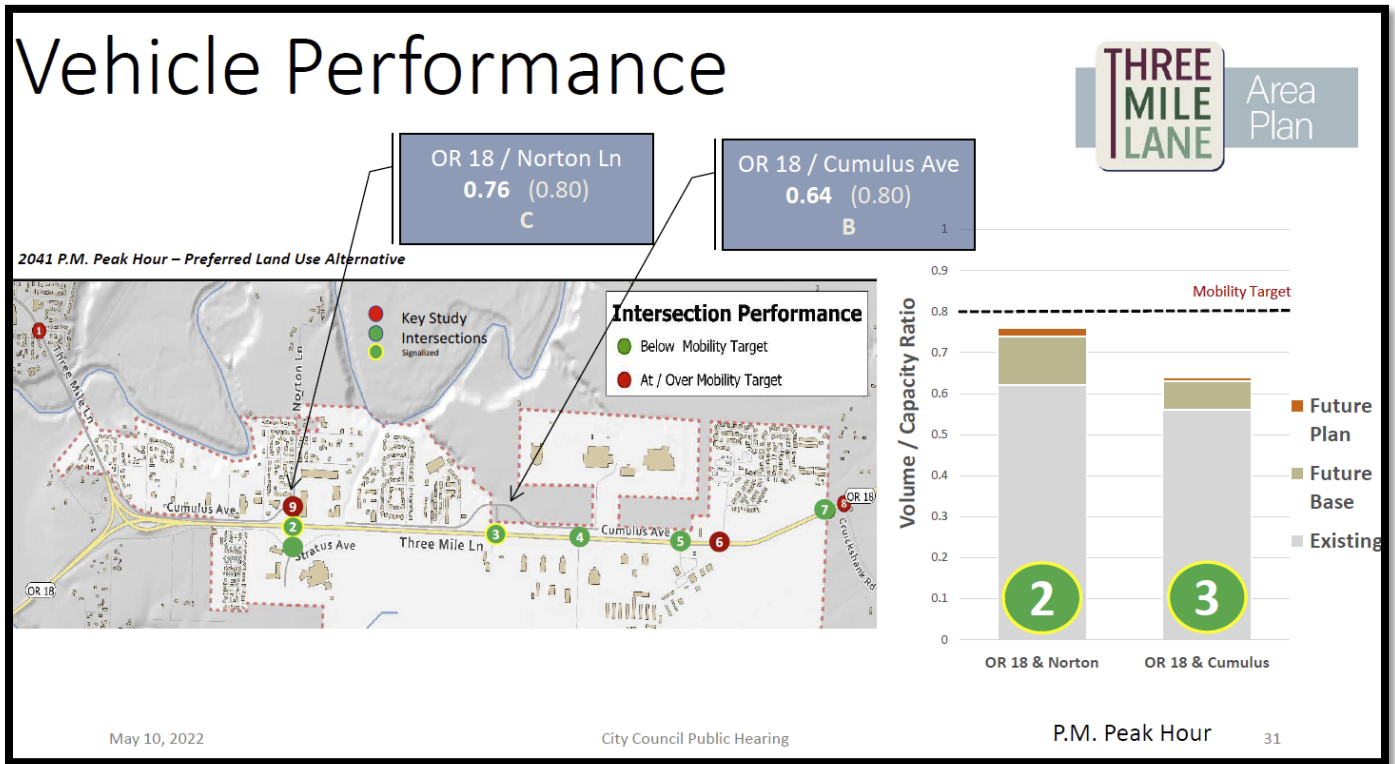 Vehicle Performance
THREE
MILE
LANE
Area
Plan
OR 18 / Norton Ln
0.76 (0.80)
C
OR 18 / Cumulus Ave
0.64 (0.80)
B
2041 P.M. Peak Hour – Preferred Land Use Alternative
Key Study
Intersections
Signalized
Intersection Performance
Below Mobility Target
At / Over Mobility Target
1
Three Mile Ln
Norton Ln
Cumulus Ave
9
2
Stratus Ave
Three Mile Ln
3
4
Cumulus Ave
5
6
7
8
OR 18
Cruickshank Rd
OR 18
1
0.9
0.8
0.7
0.6
0.5
0.4
0.3
0.2
0.1
0
Volume / Capacity Ratio
Mobility Target
2
3
OR 18 & Norton
OR 18 & Cumulus
Future
Plan
Future
Base
Existing
May 10, 2022
City Council Public Hearing
P.M. Peak Hour
31